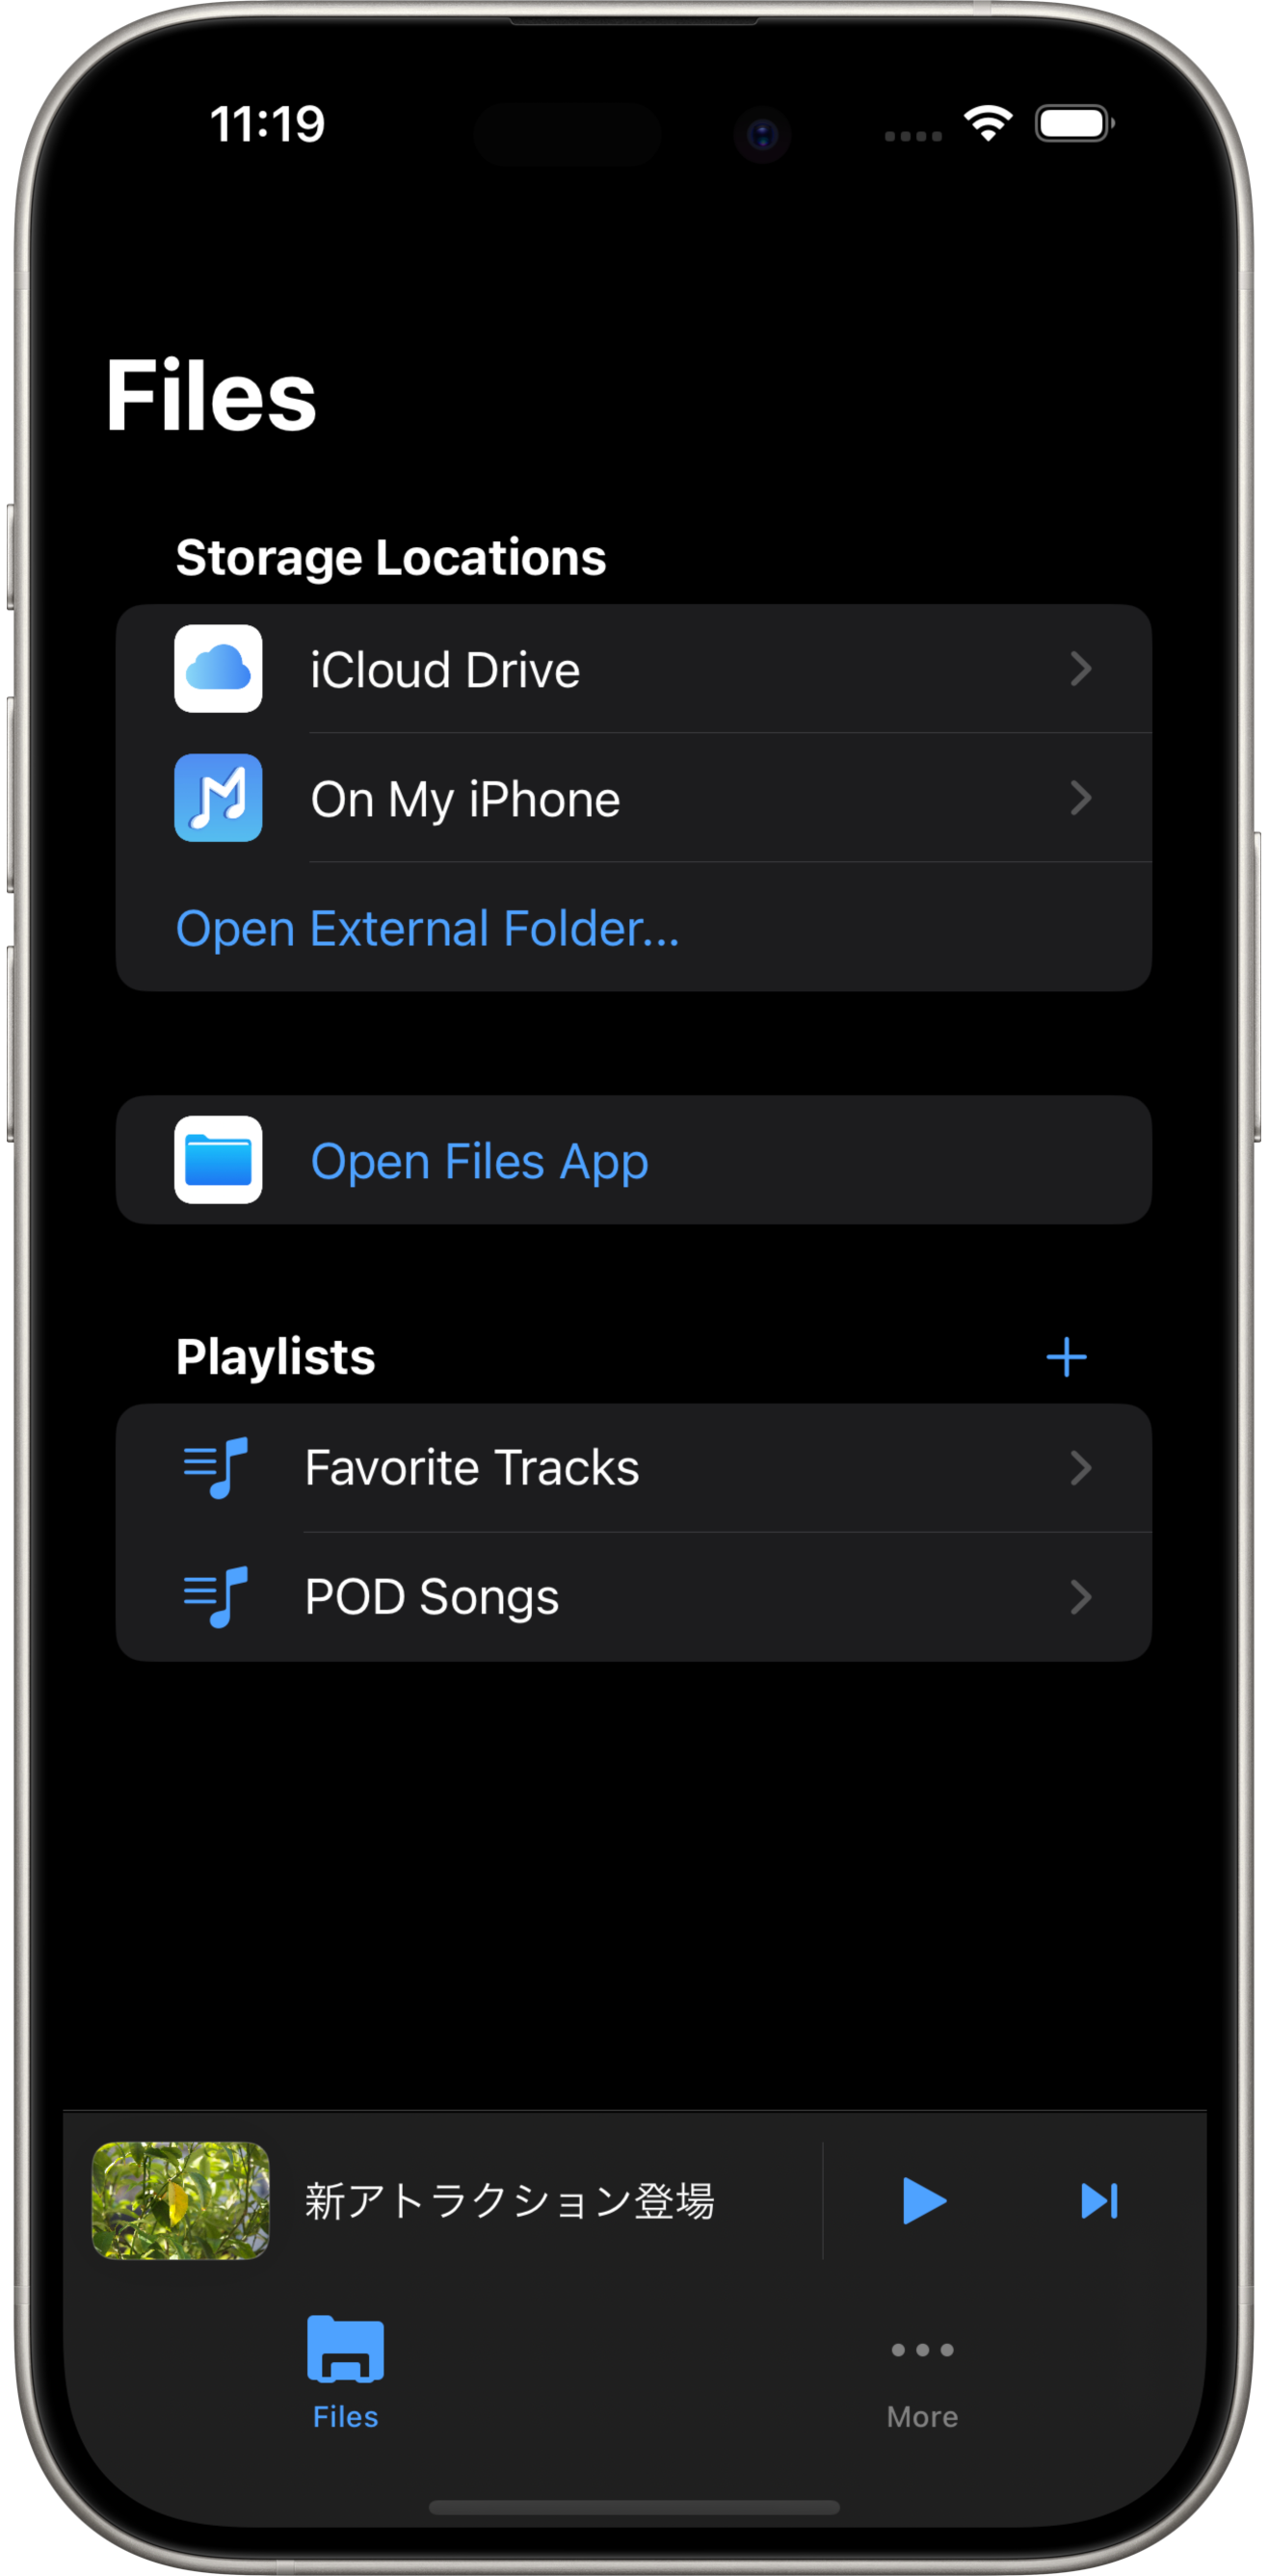 11:19
Files
Storage Locations
iCloud Drive
On My iPhone
Open External Folder...
Open Files App
Playlists
Favorite Tracks
POD Songs
新アトラクション登場
Files
More